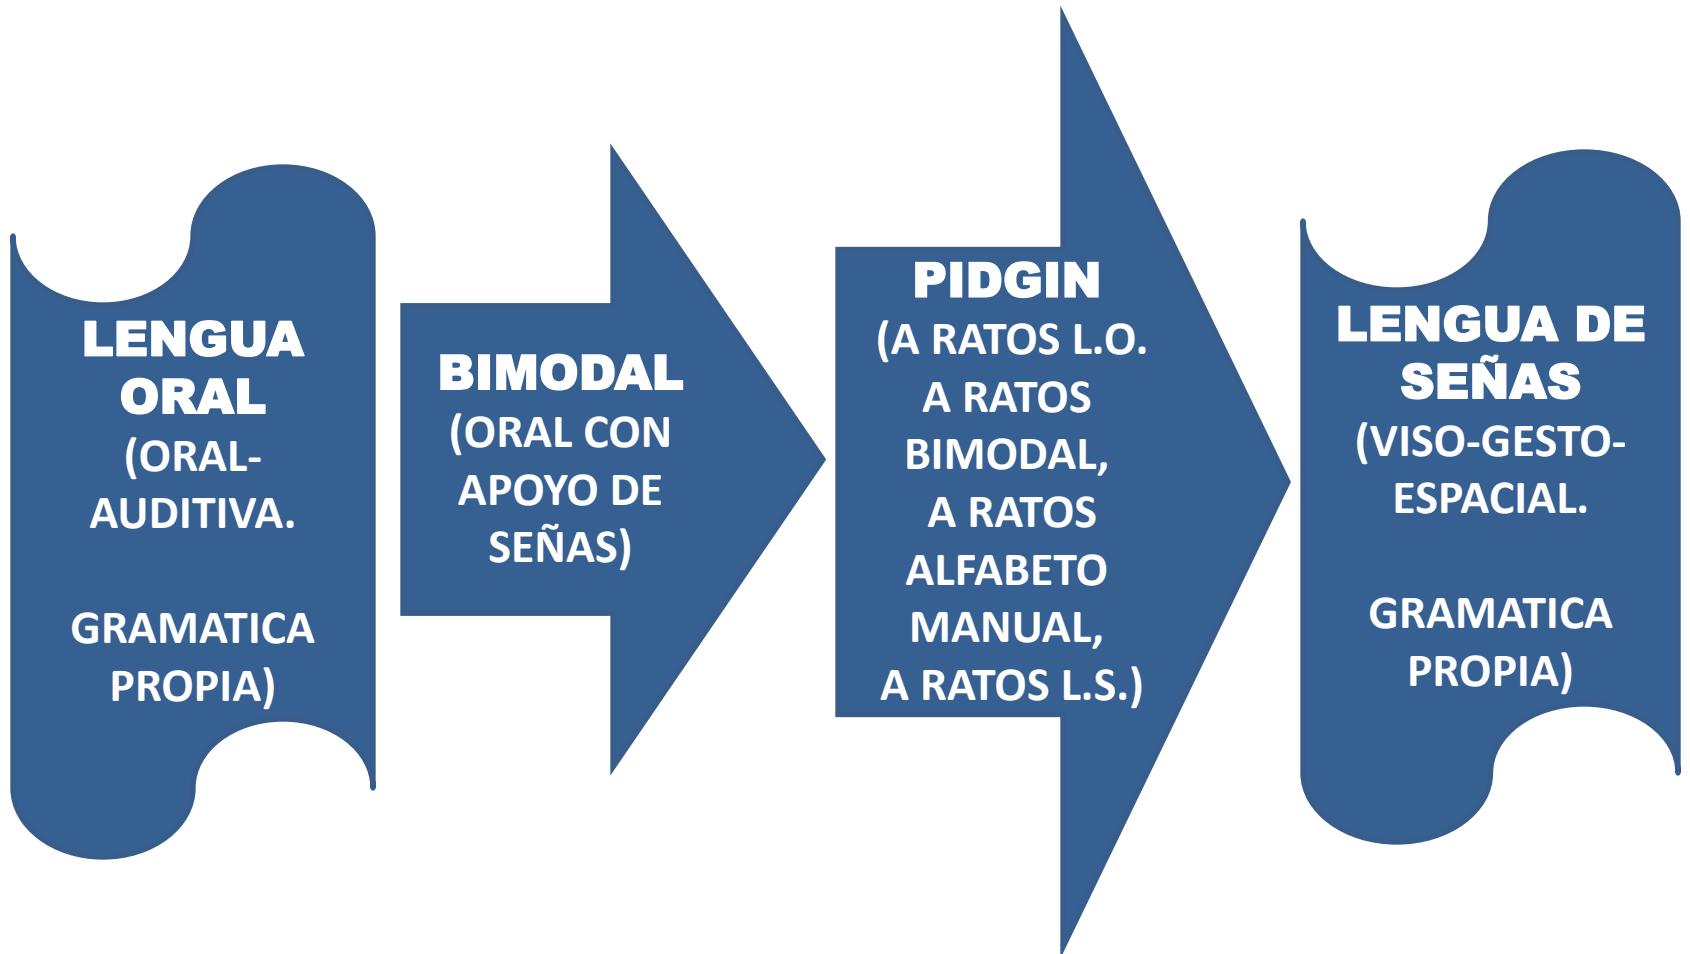 LENGUA
ORAL
(ORAL-
AUDITIVA.
GRAMATICA
PROPIA)
BIMODAL
(ORAL CON
APOYO DE
SEÑAS)
PIDGIN
(A RATOS L.O.
A RATOS
BIMODAL,
A RATOS
ALFABETO
MANUAL,
A RATOS L.S.)
LENGUA DE
SEÑAS
(VISO-GESTO-
ESPACIAL.
GRAMATICA
PROPIA)